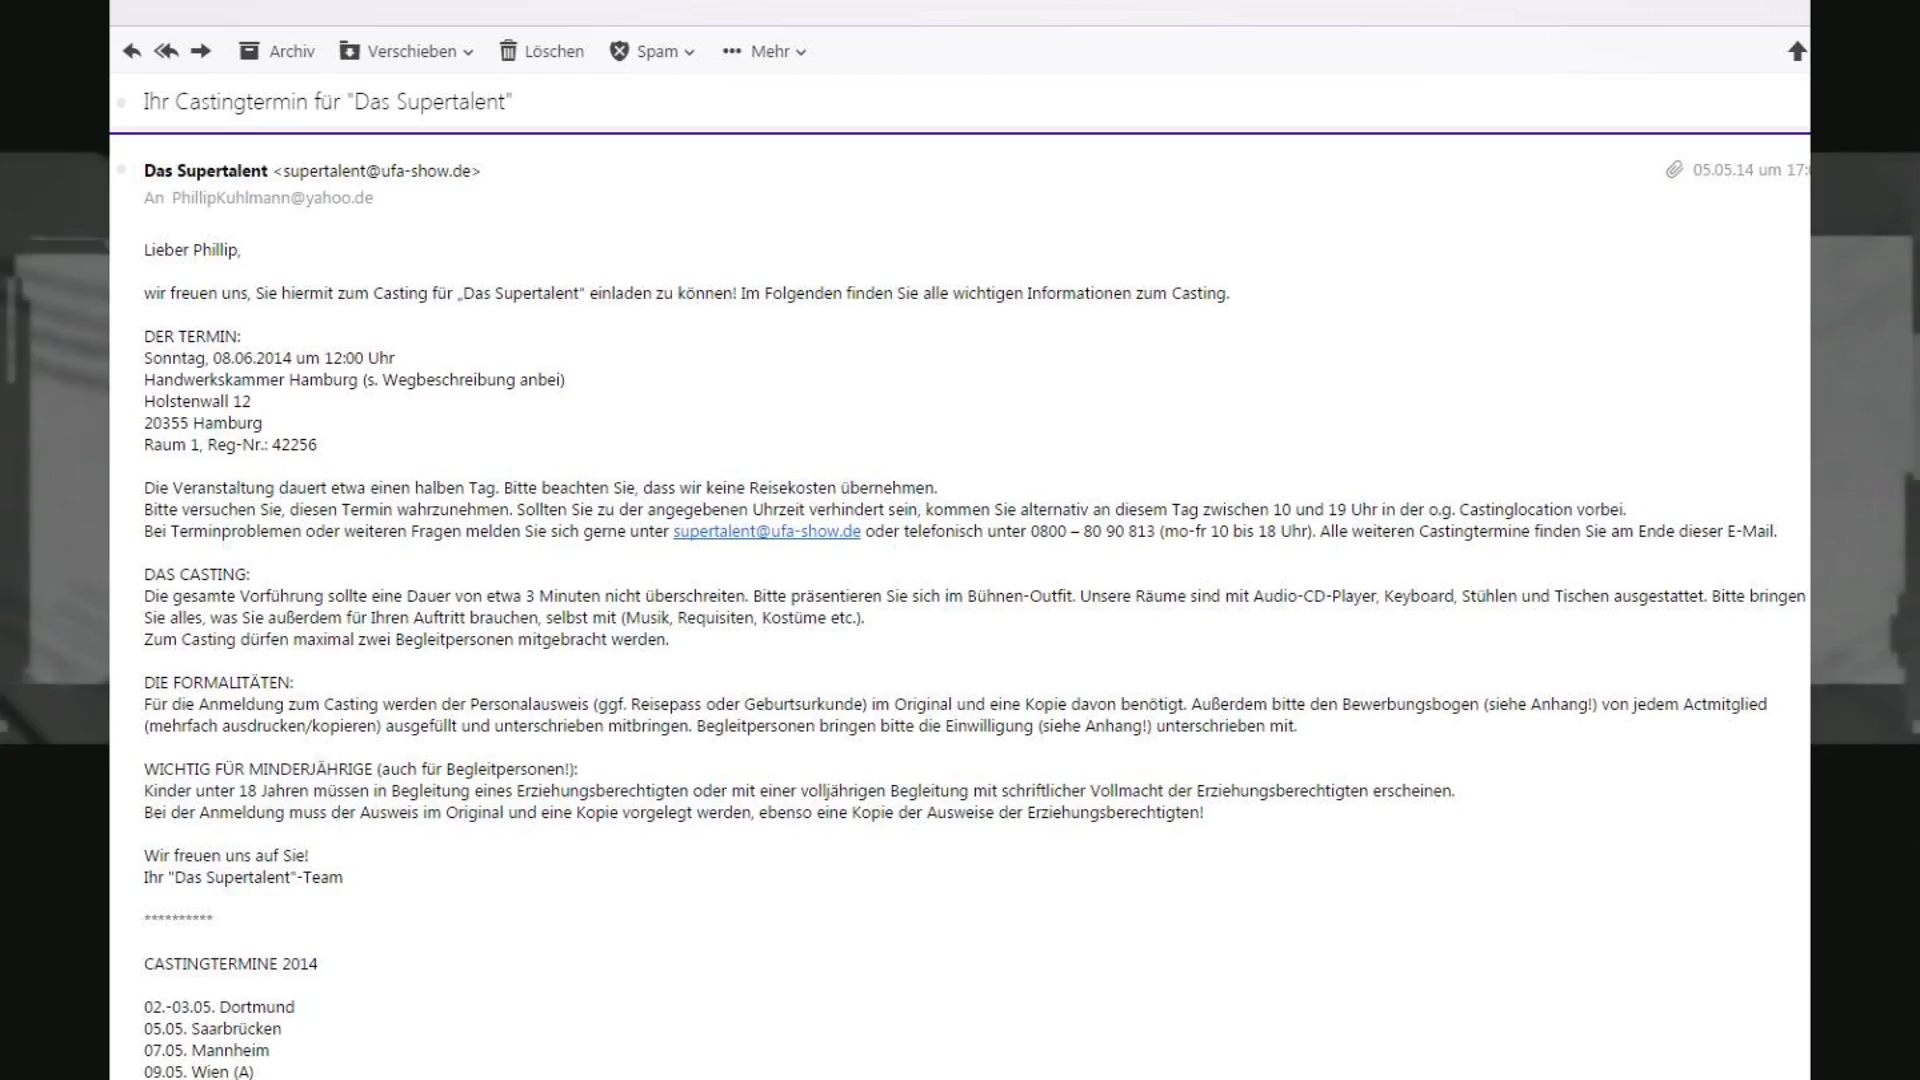 Archiv Verschieben Löschen Spam Mehr
Ihr Castingtermin für "Das Supertalent"
Das Supertalent <supertalent@ufa-show.de> 05.05.14 um 17:
An PhillipKuhlmann@yahoo.de
Lieber Phillip,
wir freuen uns, Sie hiermit zum Casting für „Das Supertalent“ einladen zu können! Im Folgenden finden Sie alle wichtigen Informationen zum Casting.
DER TERMIN:
Sonntag, 08.06.2014 um 12:00 Uhr
Handwerkskammer Hamburg (s. Wegbeschreibung anbei)
Holstenwall 12
20355 Hamburg
Raum 1, Reg-Nr.: 42256
Die Veranstaltung dauert etwa einen halben Tag. Bitte beachten Sie, dass wir keine Reisekosten übernehmen.
Bitte versuchen Sie, diesen Termin wahrzunehmen. Sollten Sie zu der angegebenen Uhrzeit verhindert sein, kommen Sie alternativ an diesem Tag zwischen 10 und 19 Uhr in der o.g. Castinglocation vorbei.
Bei Terminproblemen oder weiteren Fragen melden Sie sich gerne unter supertalent@ufa-show.de oder telefonisch unter 0800 – 80 90 813 (mo-fr 10 bis 18 Uhr). Alle weiteren Castingtermine finden Sie am Ende dieser E-Mail.
DAS CASTING:
Die gesamte Vorführung sollte eine Dauer von etwa 3 Minuten nicht überschreiten. Bitte präsentieren Sie sich im Bühnen-Outfit. Unsere Räume sind mit Audio-CD-Player, Keyboard, Stühlen und Tischen ausgestattet. Bitte bringen
Sie alles, was Sie außerdem für Ihren Auftritt brauchen, selbst mit (Musik, Requisiten, Kostüme etc.).
Zum Casting dürfen maximal zwei Begleitpersonen mitgebracht werden.
DIE FORMALITÄTEN:
Für die Anmeldung zum Casting werden der Personalausweis (ggf. Reisepass oder Geburtsurkunde) im Original und eine Kopie davon benötigt. Außerdem bitte den Bewerbungsbogen (siehe Anhang!) von jedem Actmitglied
(mehrfach ausdrucken/kopieren) ausgefüllt und unterschrieben mitbringen. Begleitpersonen bringen bitte die Einwilligung (siehe Anhang!) unterschrieben mit.
WICHTIG FÜR MINDERJÄHRIGE (auch für Begleitpersonen!):
Kinder unter 18 Jahren müssen in Begleitung eines Erziehungsberechtigten oder mit einer volljährigen Begleitung mit schriftlicher Vollmacht der Erziehungsberechtigten erscheinen.
Bei der Anmeldung muss der Ausweis im Original und eine Kopie vorgelegt werden, ebenso eine Kopie der Ausweise der Erziehungsberechtigten!
Wir freuen uns auf Sie!
Ihr "Das Supertalent"-Team
**********
CASTINGTERMINE 2014
02.-03.05. Dortmund
05.05. Saarbrücken
07.05. Mannheim
09.05. Wien (A)